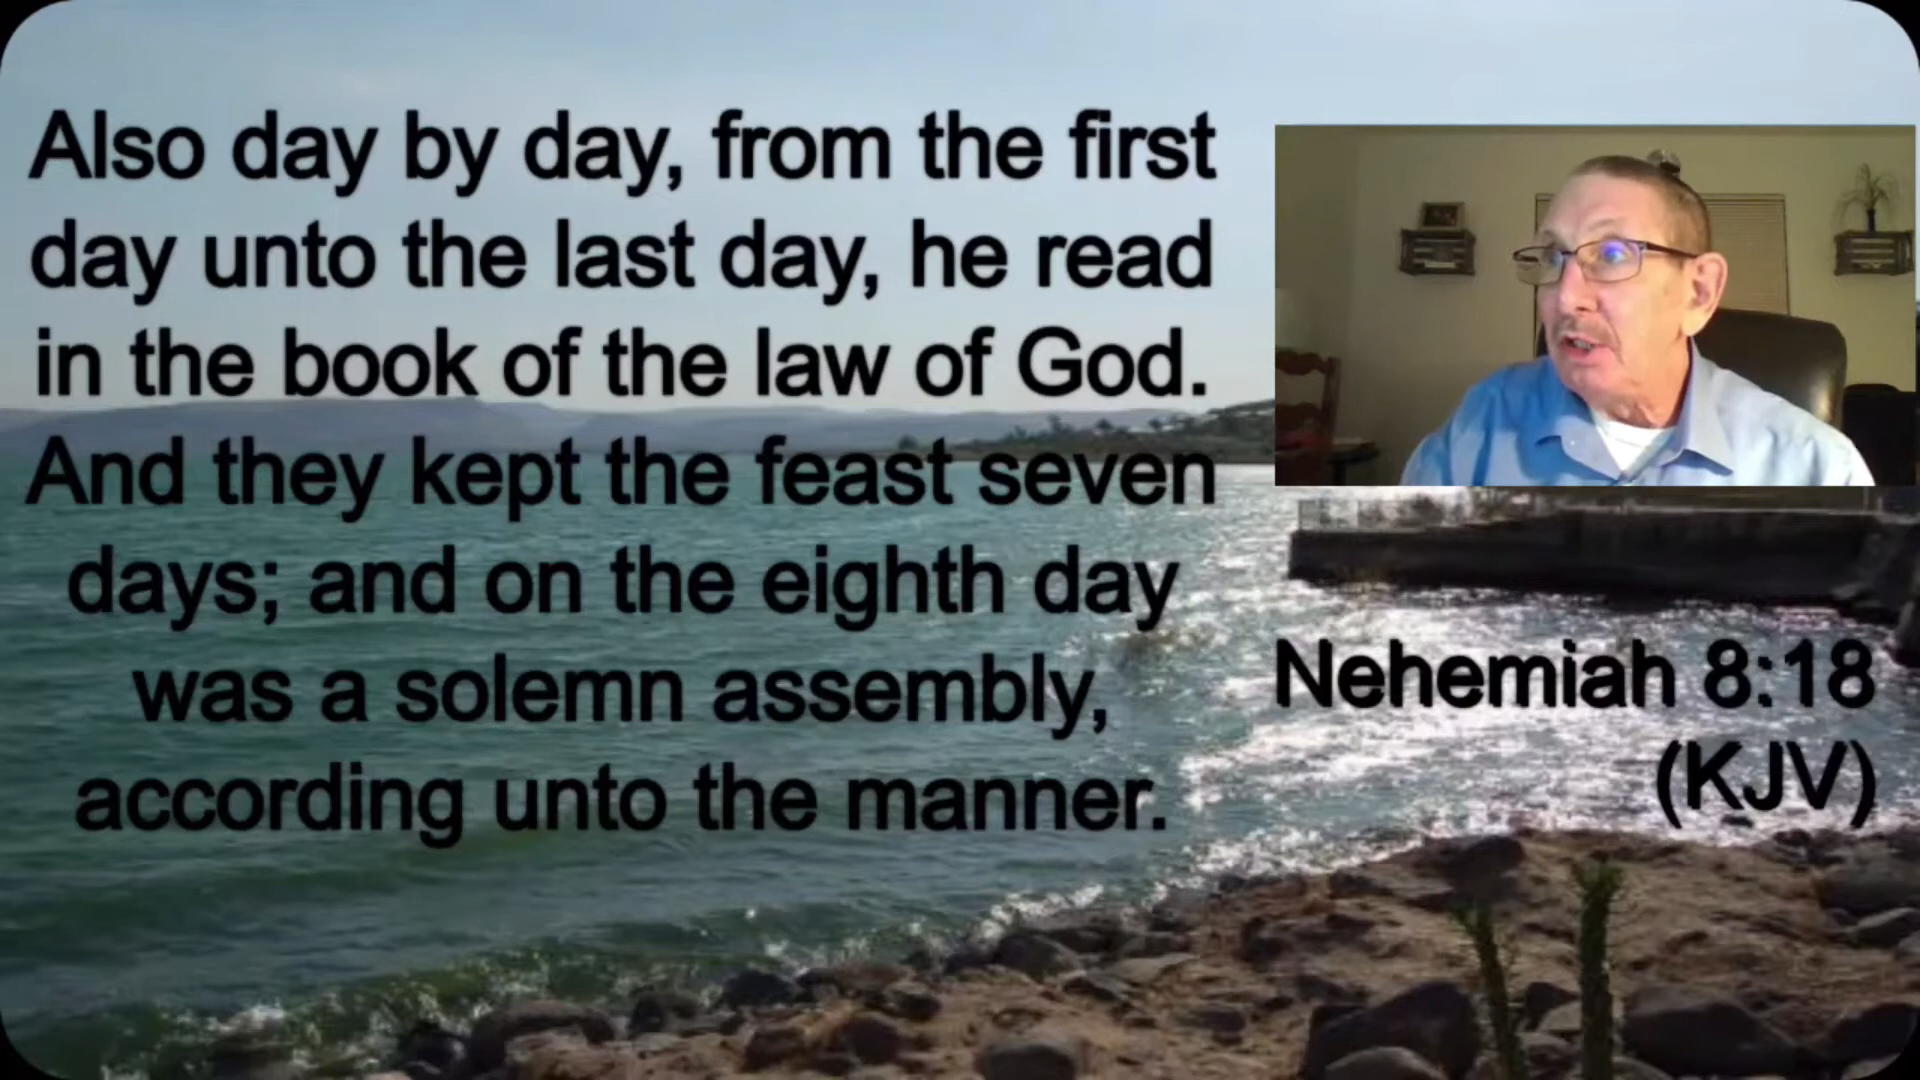 Also day by day, from the first
day unto the last day, he read
in the book of the law of God.
And they kept the feast seven
days; and on the eighth day
was a solemn assembly,
according unto the manner.
Nehemiah 8:18
(KJV)